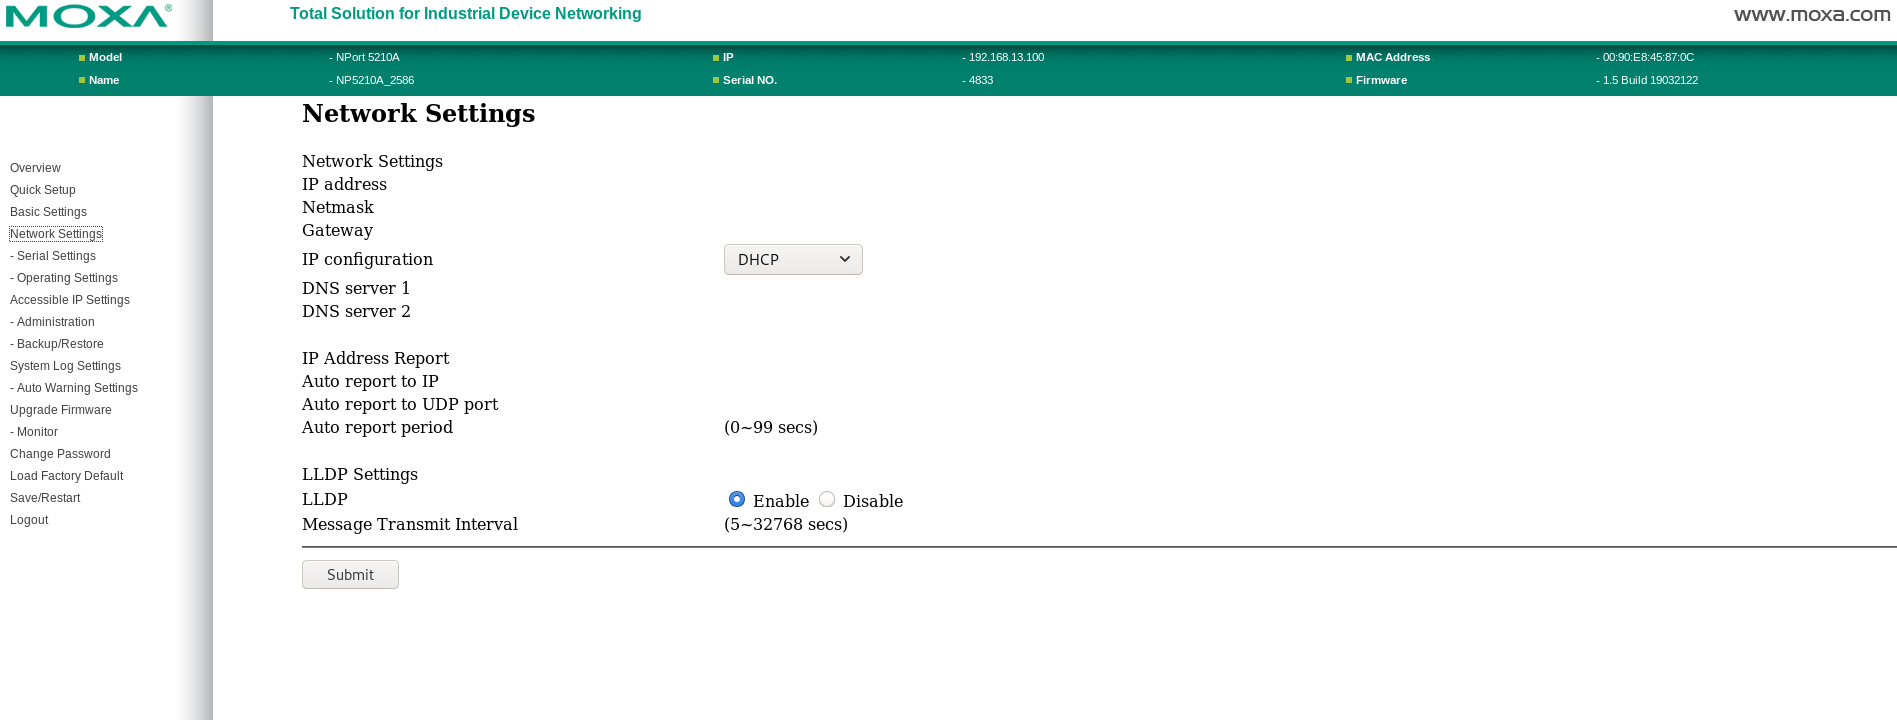 MOXA®
Total Solution for Industrial Device Networking
www.moxa.com
Model - NPort 5210A IP - 192.168.13.100 MAC Address - 00:90:E8:45:87:0C
Name - NP5210A_2586 Serial NO. - 4833 Firmware - 1.5 Build 19032122
Overview
Quick Setup
Basic Settings
Network Settings
- Serial Settings
- Operating Settings
Accessible IP Settings
- Administration
- Backup/Restore
System Log Settings
- Auto Warning Settings
Upgrade Firmware
- Monitor
Change Password
Load Factory Default
Save/Restart
Logout
Network Settings
Network Settings
IP address
Netmask
Gateway
IP configuration DHCP
DNS server 1
DNS server 2
IP Address Report
Auto report to IP
Auto report to UDP port
Auto report period (0~99 secs)
LLDP Settings
LLDP Enable Disable
Message Transmit Interval (5~32768 secs)
Submit